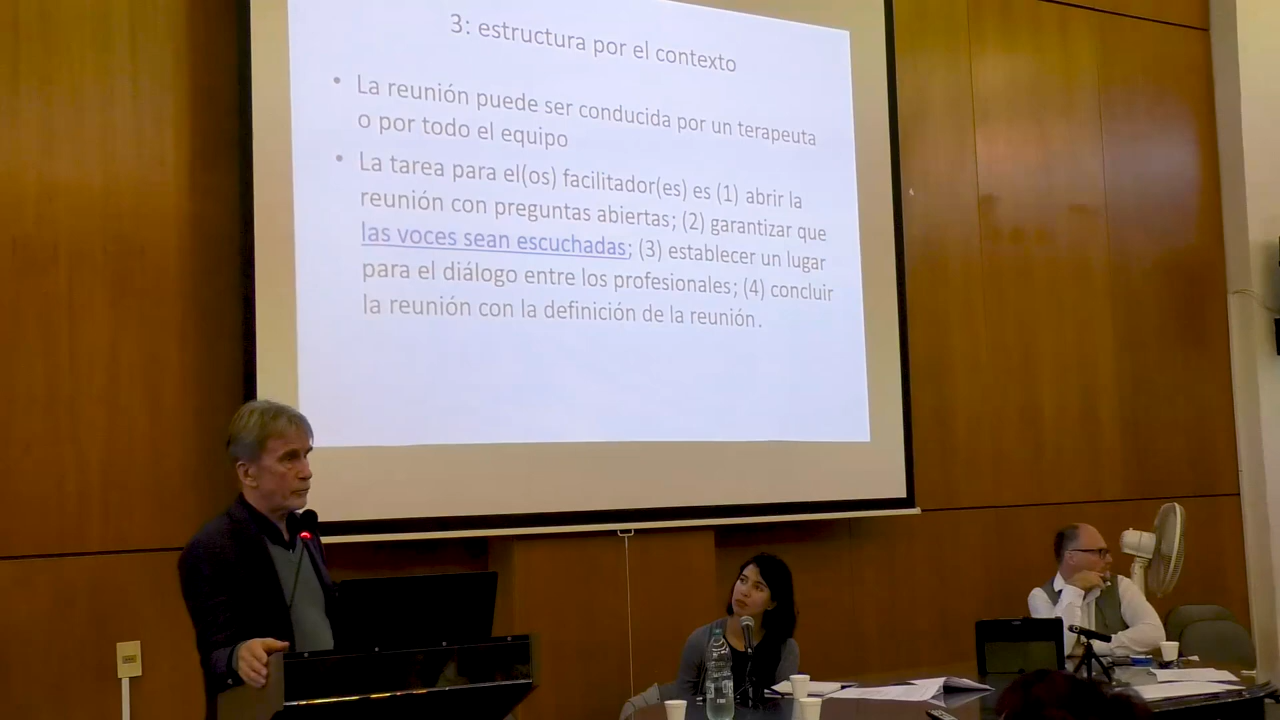 3: estructura por el contexto
• La reunión puede ser conducida por un terapeuta
o por todo el equipo
• La tarea para el(os) facilitador(es) es (1) abrir la
reunión con preguntas abiertas; (2) garantizar que
las voces sean escuchadas; (3) establecer un lugar
para el diálogo entre los profesionales; (4) concluir
la reunión con la definición de la reunión.